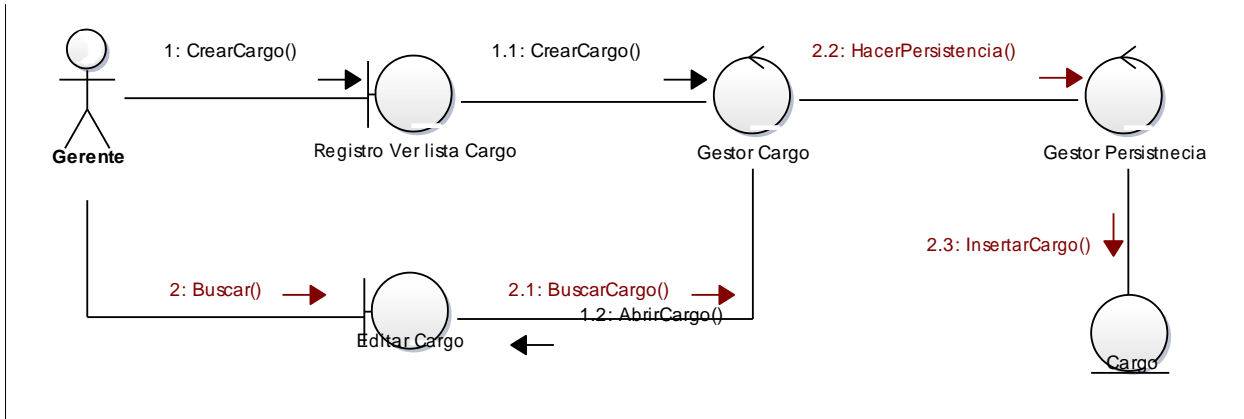 1: CrearCargo()
1.1: CrearCargo()
2.2: HacerPersistencia()
Gerente
Registro Ver lista Cargo
Gestor Cargo
Gestor Persistnecia
2.3: InsertarCargo()
2: Buscar()
2.1: BuscarCargo()
1.2: AbrirCargo()
Editar Cargo
Cargo